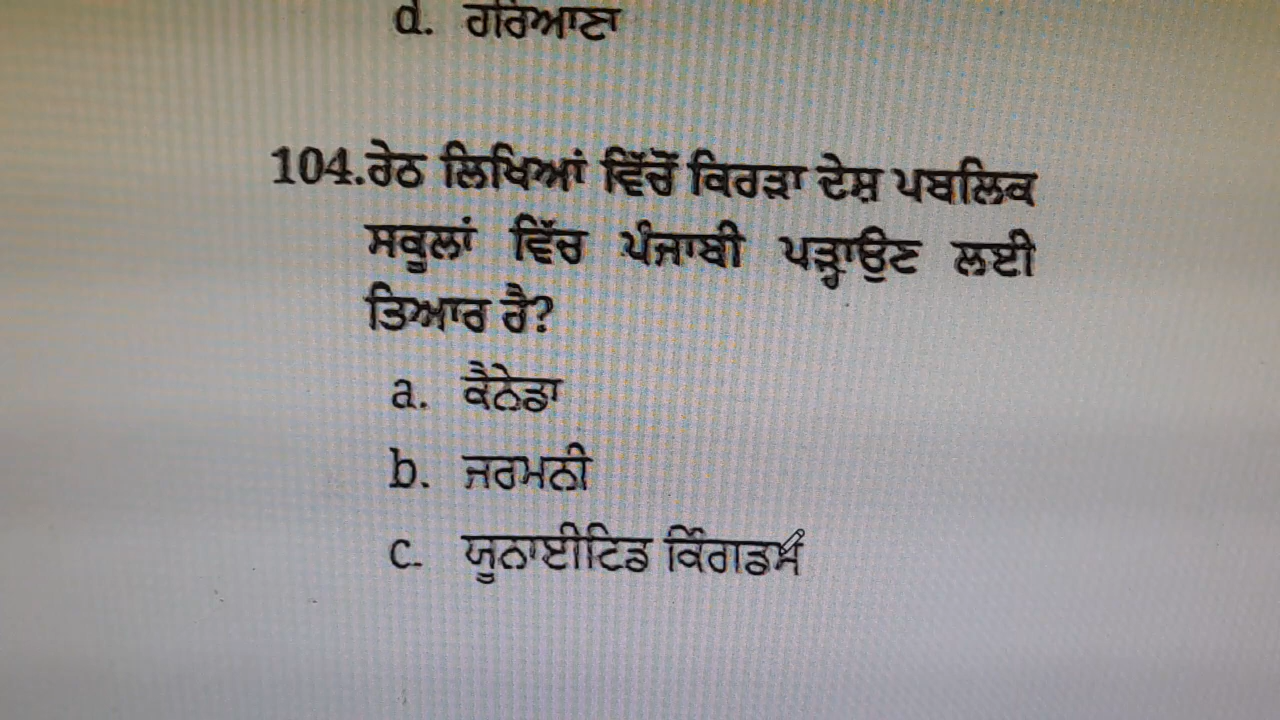 d. ਹਰਿਆਣਾ
104.ਹੇਠ ਲਿਖਿਆਂ ਵਿੱਚੋਂ ਕਿਹੜਾ ਦੇਸ਼ ਪਬਲਿਕ
ਸਕੂਲਾਂ ਵਿੱਚ ਪੰਜਾਬੀ ਪੜ੍ਹਾਉਣ ਲਈ
ਤਿਆਰ ਹੈ?
a. ਕੈਨੇਡਾ
b. ਜਰਮਨੀ
c. ਯੂਨਾਈਟਿਡ ਕਿੰਗਡਮ